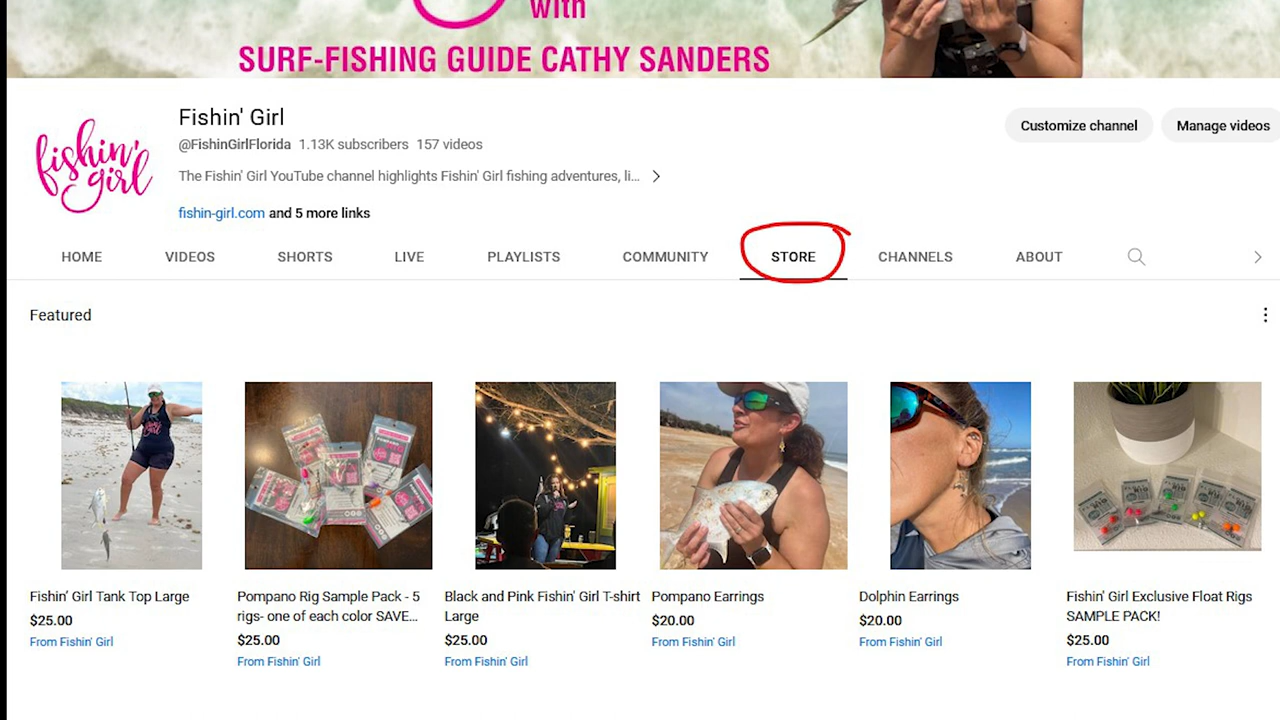 with
SURF-FISHING GUIDE CATHY SANDERS
fishin'
girl
Fishin' Girl
@FishinGirlFlorida 1.13K subscribers 157 videos
The Fishin' Girl YouTube channel highlights Fishin' Girl fishing adventures, li...
fishin-girl.com and 5 more links
Customize channel
Manage videos
HOME VIDEOS SHORTS LIVE PLAYLISTS COMMUNITY STORE CHANNELS ABOUT
Featured
Fishin' Girl Tank Top Large
$25.00
From Fishin' Girl
Pompano Rig Sample Pack - 5
rigs- one of each color SAVE...
$25.00
From Fishin' Girl
Black and Pink Fishin' Girl T-shirt
Large
$25.00
From Fishin' Girl
Pompano Earrings
$20.00
From Fishin' Girl
Dolphin Earrings
$20.00
From Fishin' Girl
Fishin' Girl Exclusive Float Rigs
SAMPLE PACK!
$25.00
From Fishin' Girl